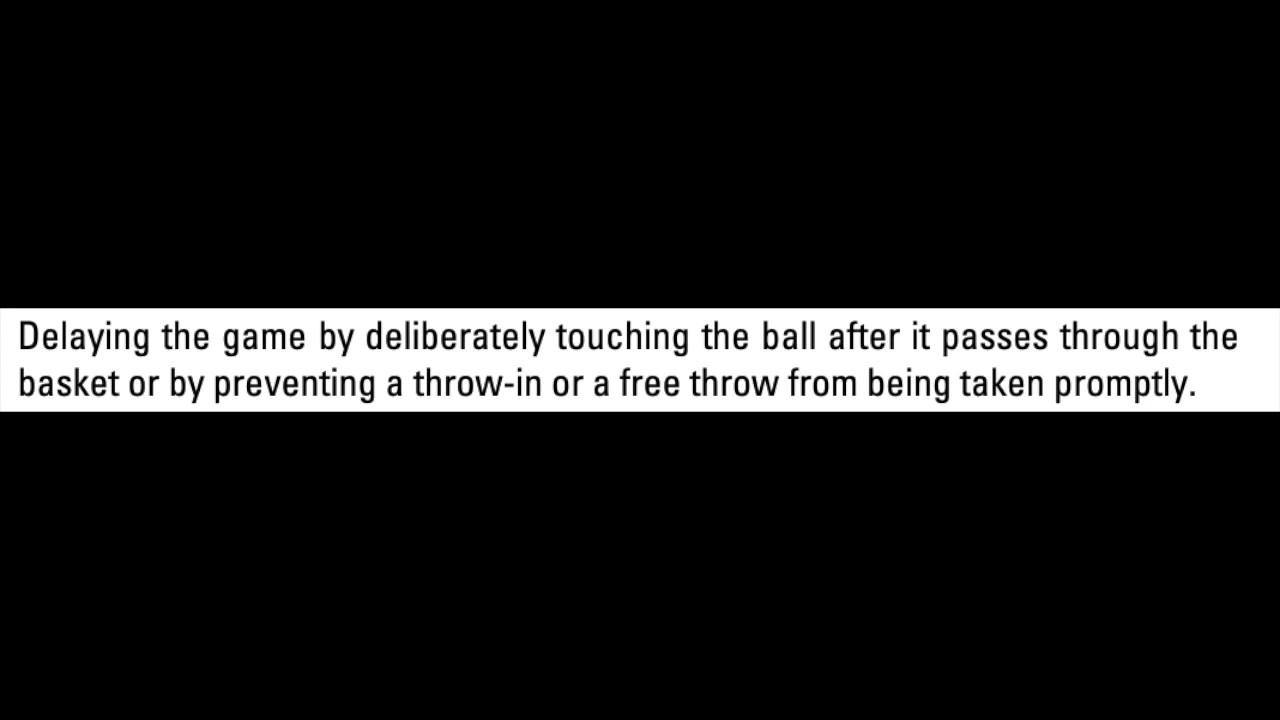 Delaying the game by deliberately touching the ball after it passes through the
basket or by preventing a throw-in or a free throw from being taken promptly.